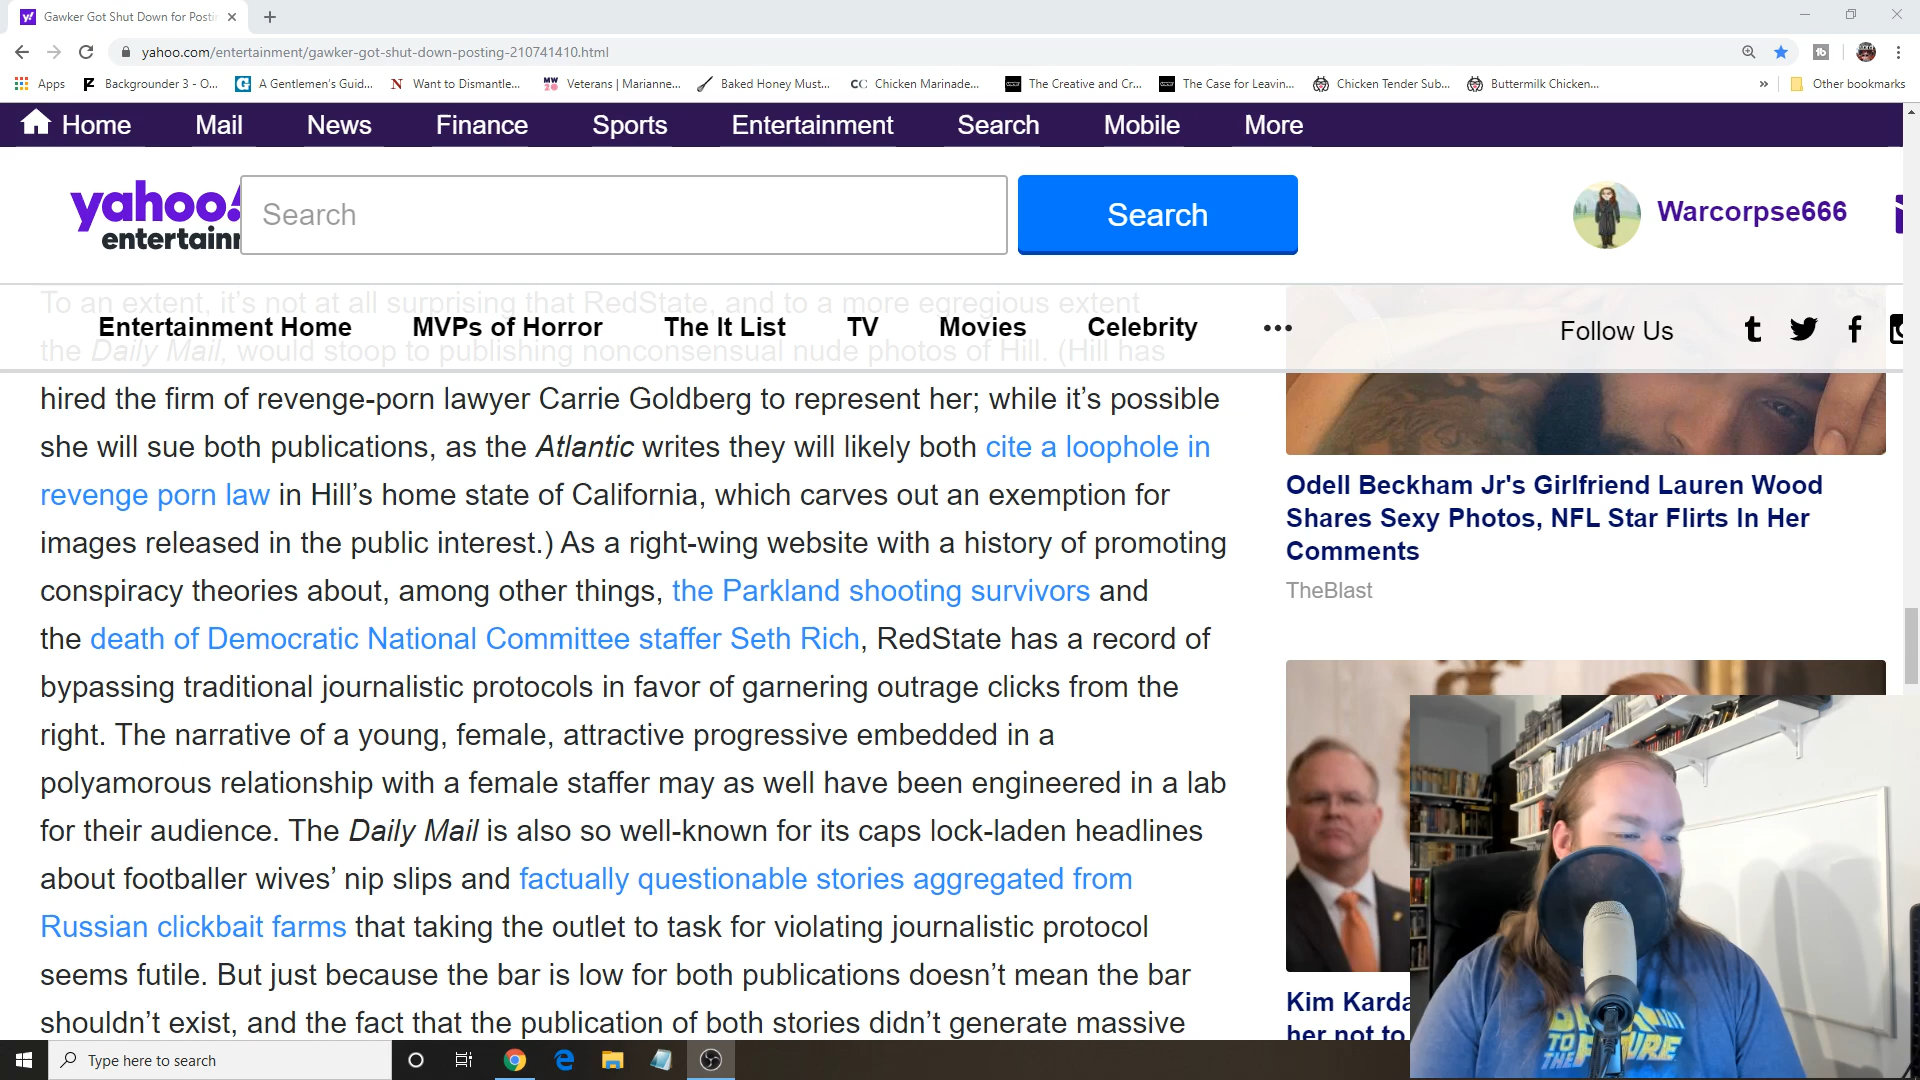 Gawker Got Shut Down for Postin
yahoo.com/entertainment/gawker-got-shut-down-posting-210741410.html
Apps
Backgrounder 3 - O...
A Gentlemen's Guid...
Want to Dismantle...
Veterans | Marianne...
Baked Honey Must...
CC Chicken Marinade...
The Creative and Cr...
The Case for Leavin...
Chicken Tender Sub...
Buttermilk Chicken...
» Other bookmarks
Home Mail News Finance Sports Entertainment Search Mobile More
yahoo!
entertainm
Search
Search
Warcorpse666
To an extent, it's not at all surprising that RedState, and to a more egregious extent
Entertainment Home MVPs of Horror The It List TV Movies Celebrity •••
Follow Us
the Daily Mail, would stoop to publishing nonconsensual nude photos of Hill. (Hill has
hired the firm of revenge-porn lawyer Carrie Goldberg to represent her; while it's possible
she will sue both publications, as the Atlantic writes they will likely both cite a loophole in
revenge porn law in Hill's home state of California, which carves out an exemption for
images released in the public interest.) As a right-wing website with a history of promoting
conspiracy theories about, among other things, the Parkland shooting survivors and
the death of Democratic National Committee staffer Seth Rich, RedState has a record of
bypassing traditional journalistic protocols in favor of garnering outrage clicks from the
right. The narrative of a young, female, attractive progressive embedded in a
polyamorous relationship with a female staffer may as well have been engineered in a lab
for their audience. The Daily Mail is also so well-known for its caps lock-laden headlines
about footballer wives' nip slips and factually questionable stories aggregated from
Russian clickbait farms that taking the outlet to task for violating journalistic protocol
seems futile. But just because the bar is low for both publications doesn't mean the bar
shouldn't exist, and the fact that the publication of both stories didn't generate massive
Odell Beckham Jr's Girlfriend Lauren Wood
Shares Sexy Photos, NFL Star Flirts In Her
Comments
TheBlast
Kim Karda
her not to
BACK
TO
THE FUTURE
Type here to search